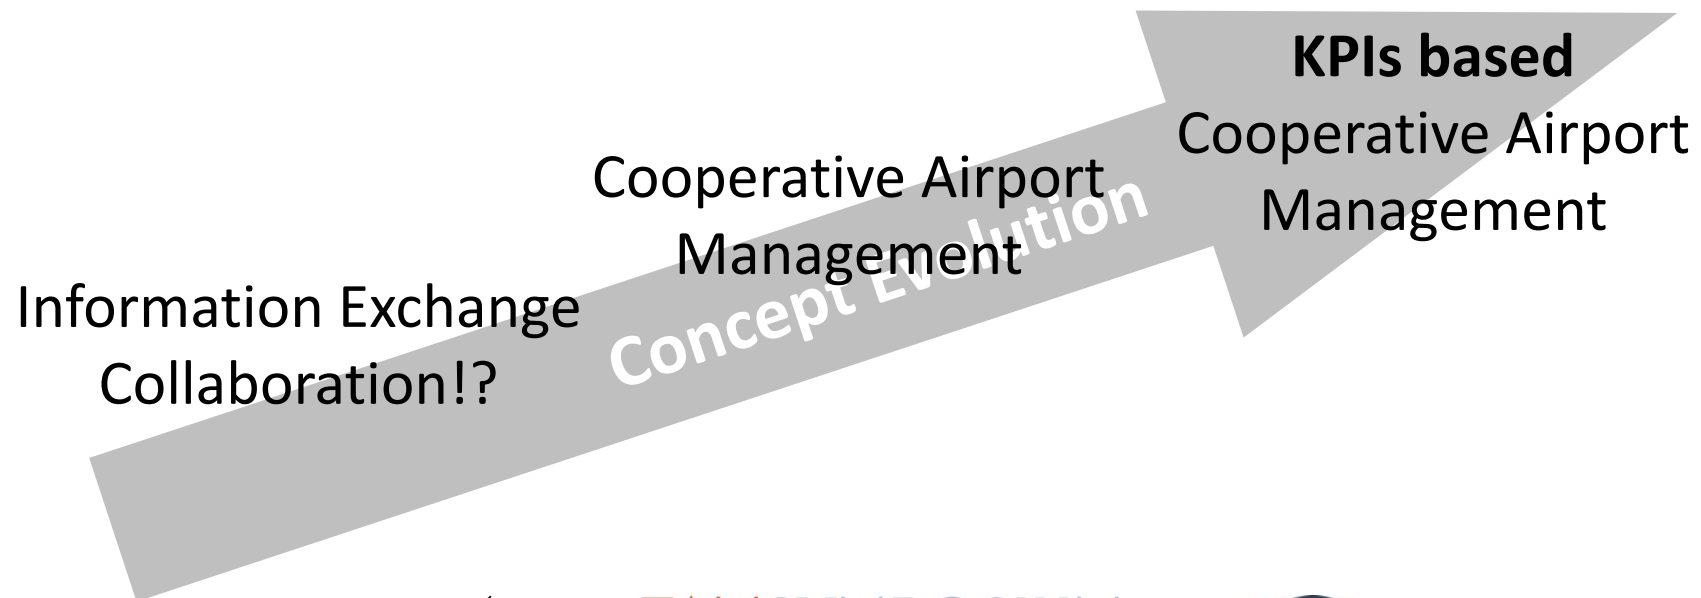 KPIs based
Cooperative Airport
Management
Cooperative Airport
Management
Concept Evolution
Information Exchange
Collaboration!?